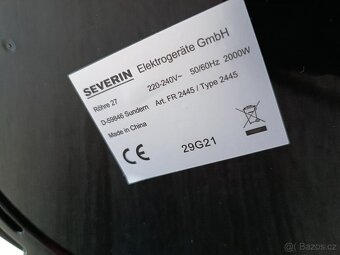 SEVERIN Elektrogeräte GmbH
Röhre 27 220-240V~ 50/60Hz 2000W
D-59846 Sundern Art. FR 2445 / Type 2445
Made in China
CE 29G21
© Bazoš.cz